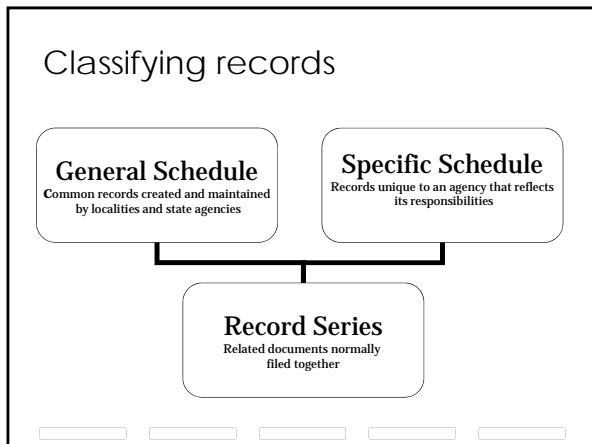 Classifying records
General Schedule
Common records created and maintained
by localities and state agencies
Specific Schedule
Records unique to an agency that reflects
its responsibilities
Record Series
Related documents normally
filed together